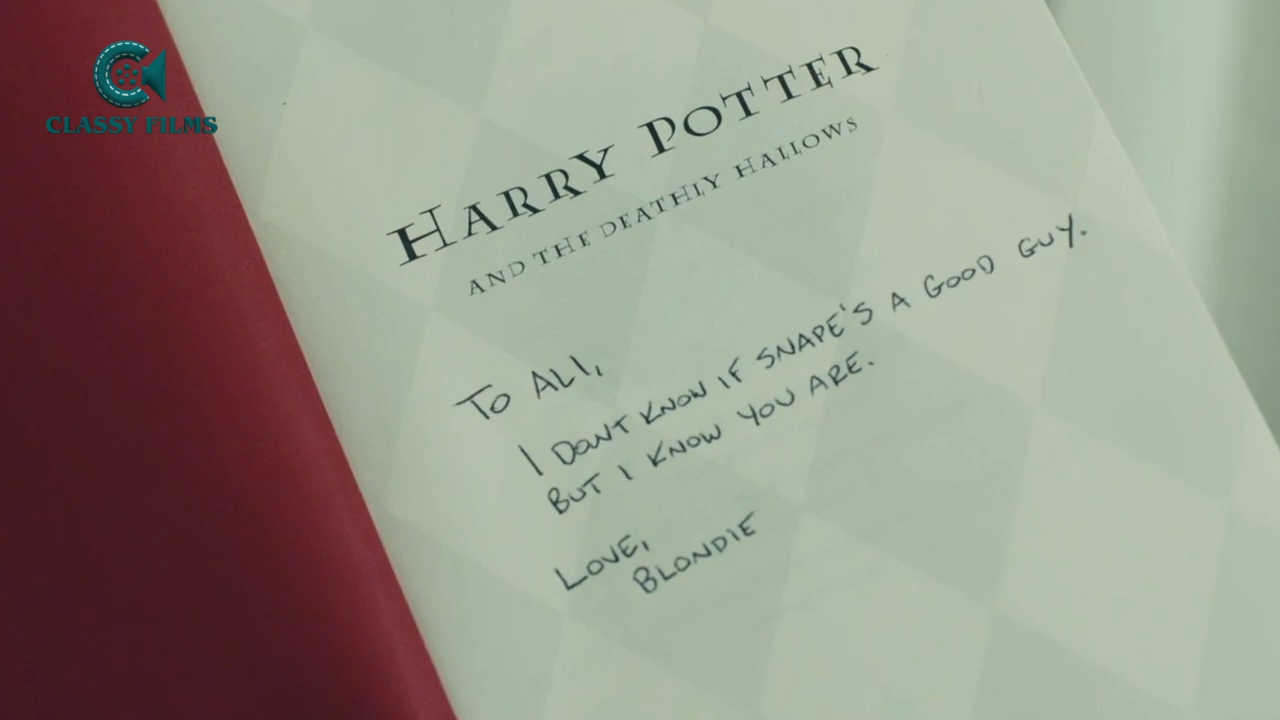 CLASSY FILMS
HARRY POTTER
AND THE DEATHLY HALLOWS
TO ALI,
I DONT KNOW IF SNAPE'S A GOOD GUY.
BUT I KNOW YOU ARE.
LOVE,
BLONDIE